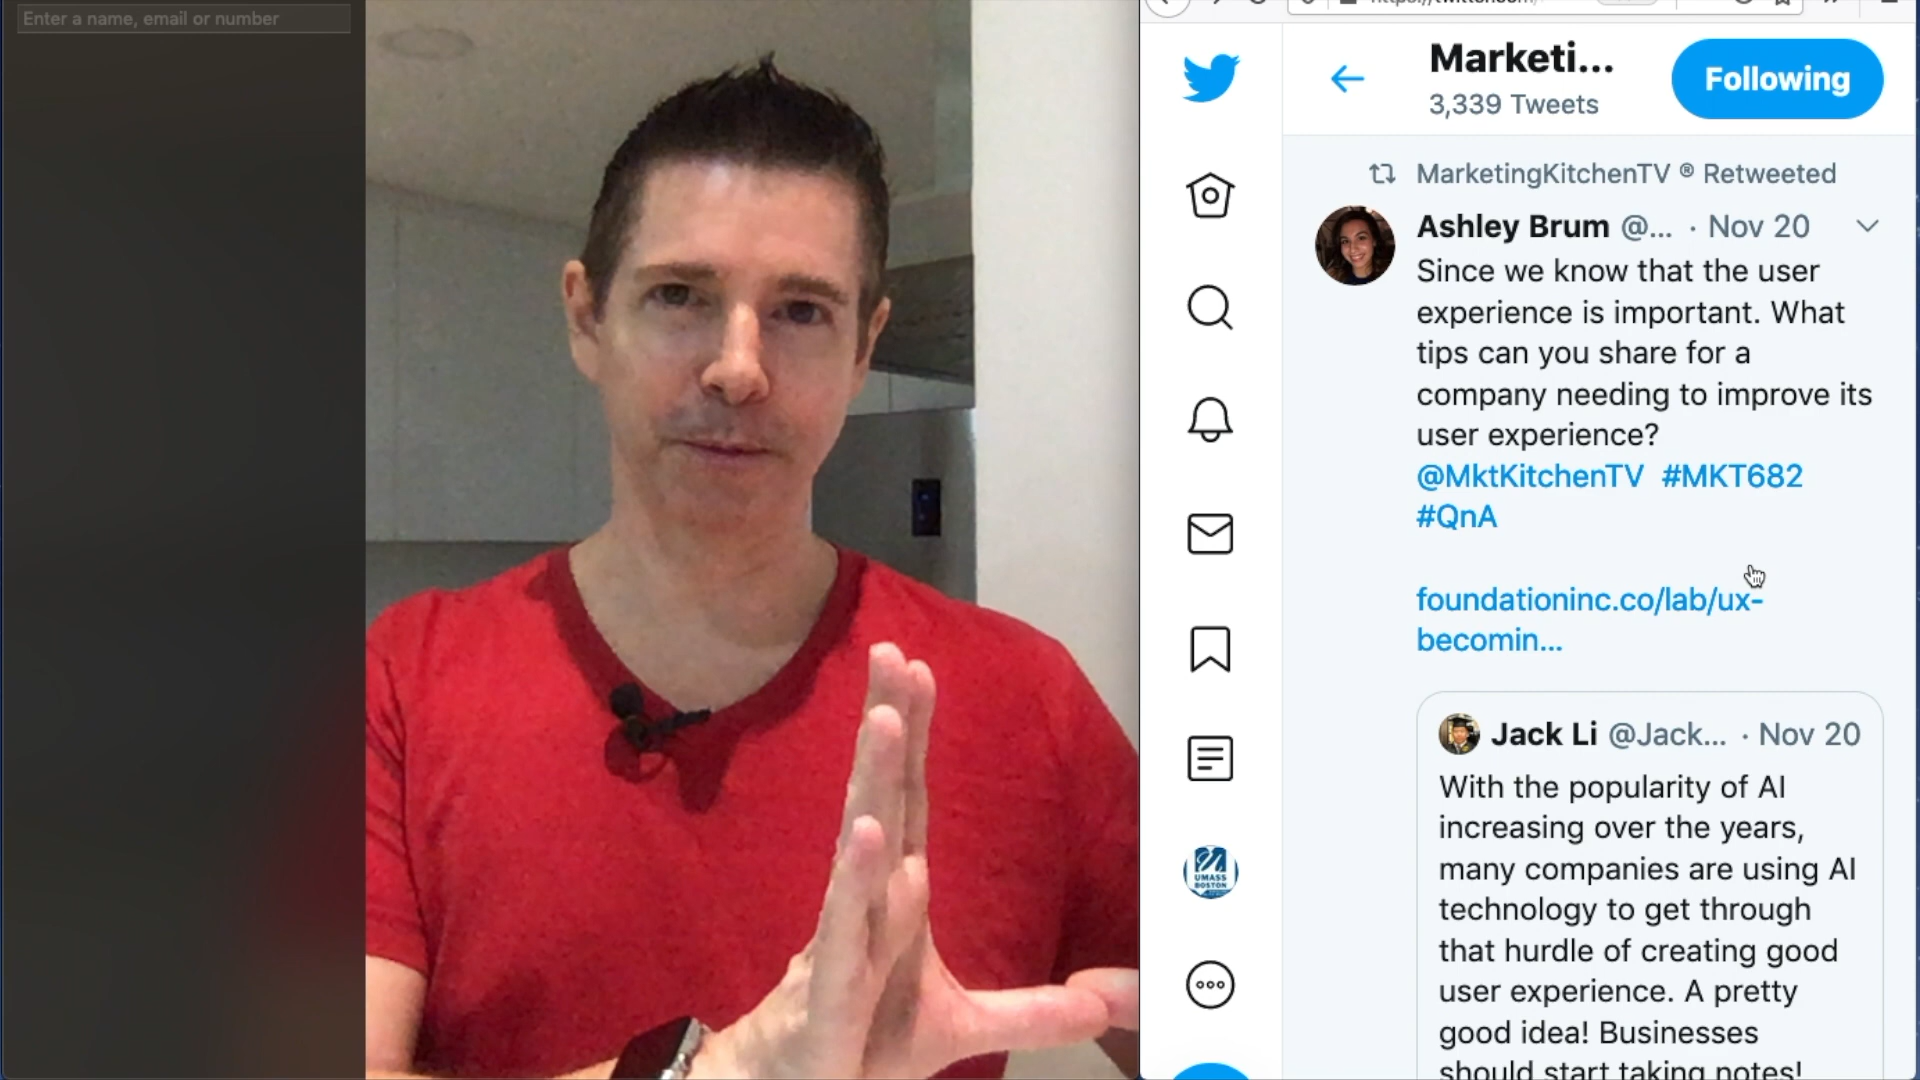 Enter a name, email or number
Marketi...
3,339 Tweets
Following
MarketingKitchenTV ® Retweeted
Ashley Brum @... · Nov 20
Since we know that the user
experience is important. What
tips can you share for a
company needing to improve its
user experience?
@MktKitchenTV #MKT682
#QnA
foundationinc.co/lab/ux-
becomin...
Jack Li @Jack... · Nov 20
With the popularity of AI
increasing over the years,
many companies are using AI
technology to get through
that hurdle of creating good
user experience. A pretty
good idea! Businesses
should start taking notes!
UMASS
BOSTON